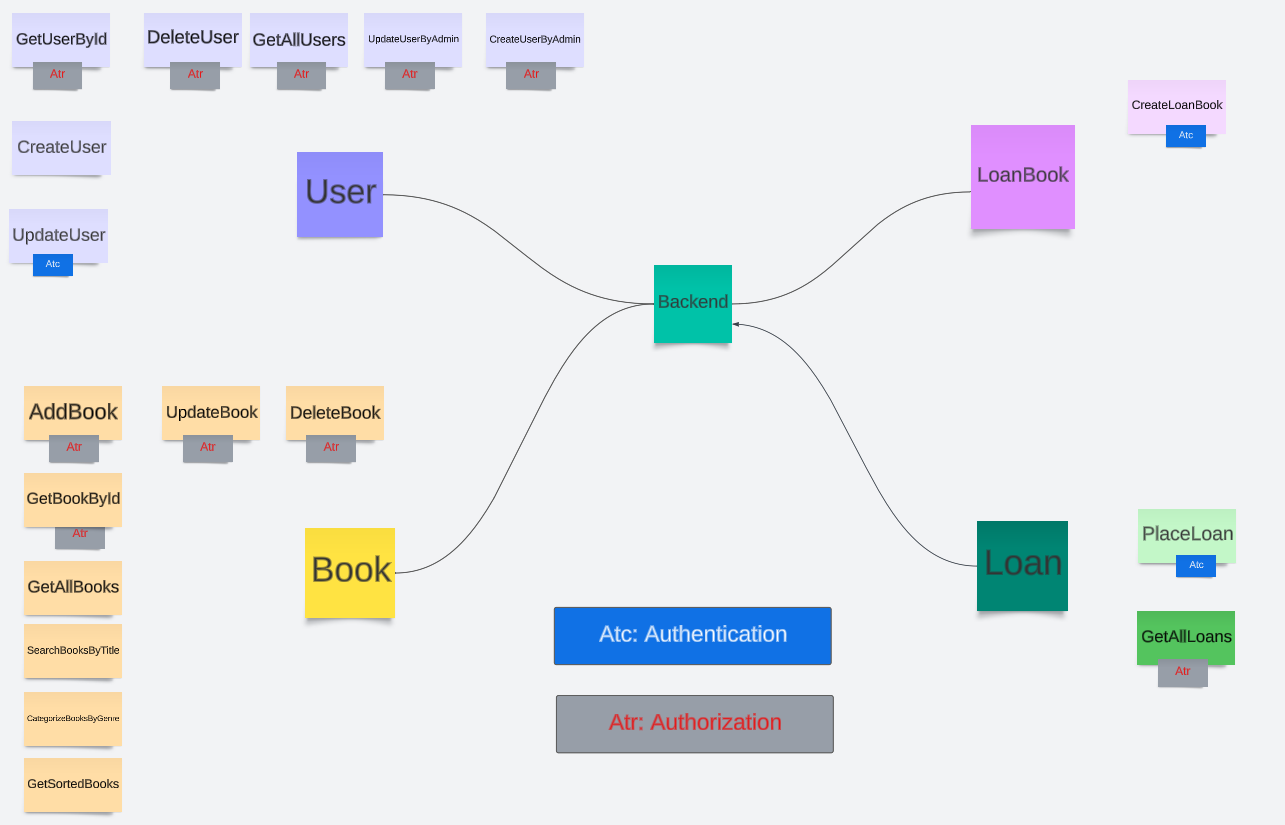 GetUserById
Atr
DeleteUser
Atr
GetAllUsers
Atr
UpdateUserByAdmin
Atr
CreateUserByAdmin
Atr
CreateUser
UpdateUser
Atc
User
Backend
LoanBook
CreateLoanBook
Atc
AddBook
Atr
UpdateBook
Atr
DeleteBook
Atr
GetBookById
Atr
GetAllBooks
SearchBooksByTitle
CategorizeBooksByGenre
GetSortedBooks
Book
Loan
PlaceLoan
Atc
GetAllLoans
Atr
Atc: Authentication
Atr: Authorization